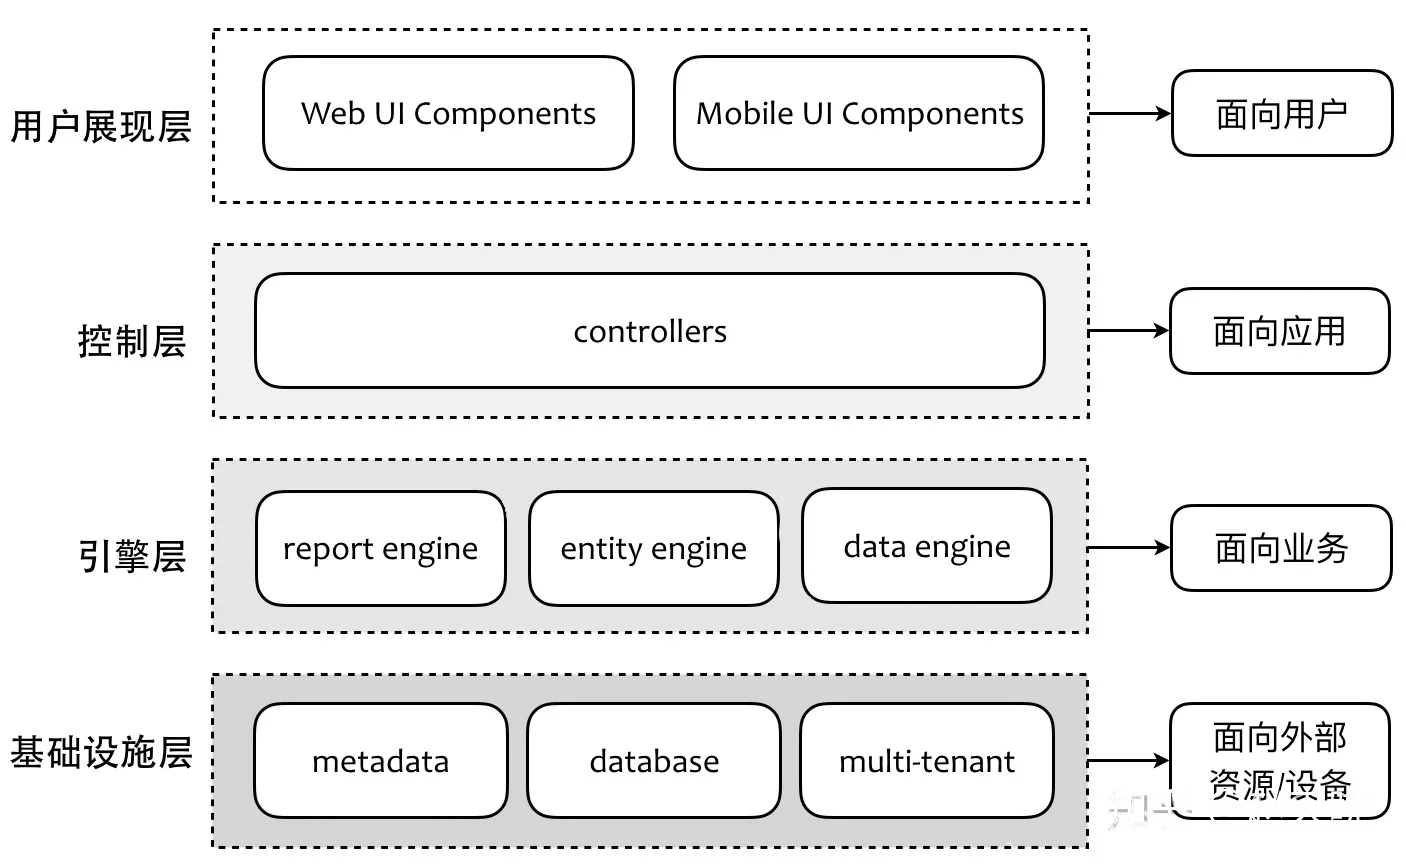 用户展现层
Web UI Components
Mobile UI Components
面向用户
控制层
controllers
面向应用
引擎层
report engine
entity engine
data engine
面向业务
基础设施层
metadata
database
multi-tenant
面向外部
资源/设备
知乎